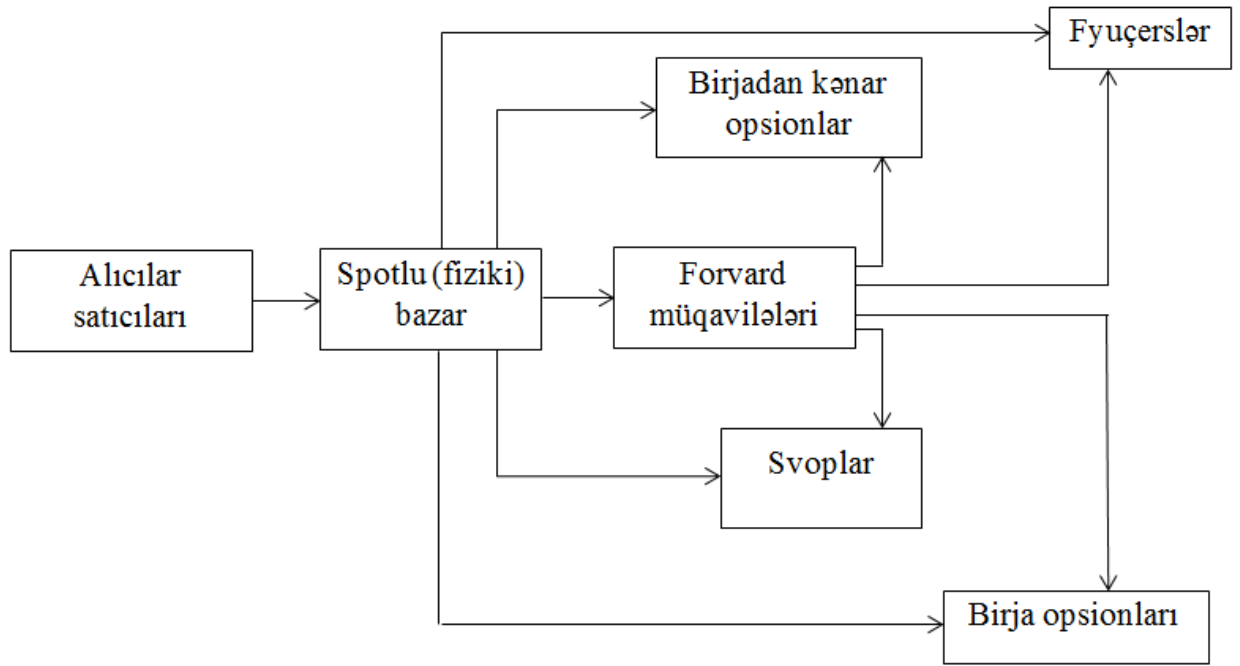 Fyuçerslər
Birjadan kənar
opsionlar
Alıcılar
satıcıları
Spotlu (fiziki)
bazar
Forvard
müqavilələri
Svoplar
Birja opsionları